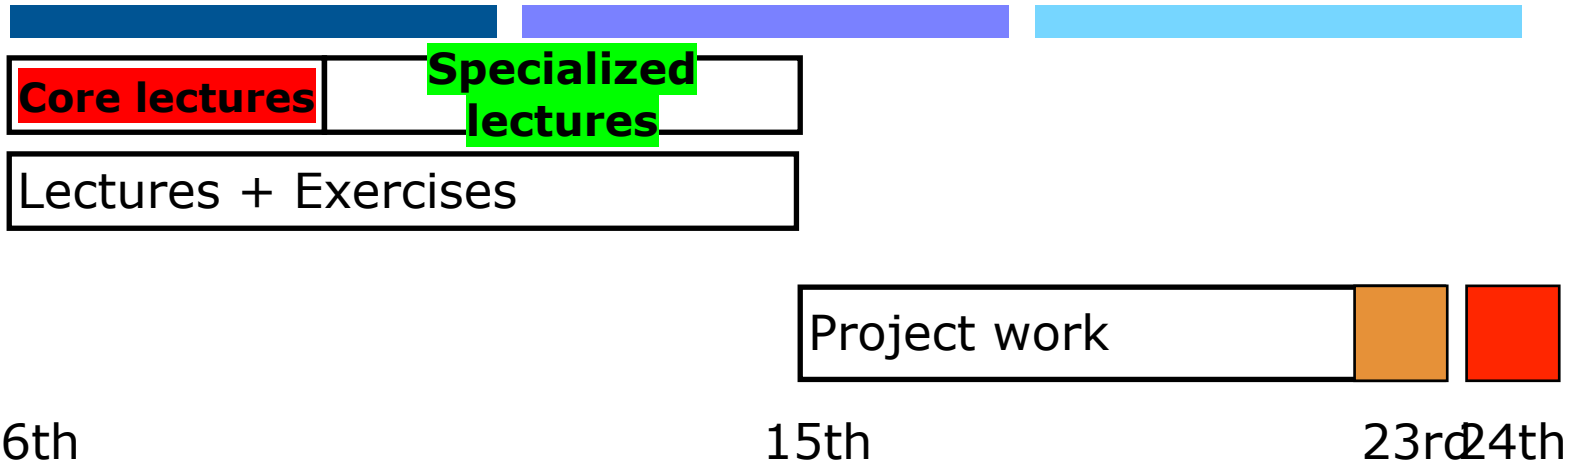 Core lectures
Specialized
lectures
Lectures + Exercises
Project work
6th
15th
23rd
24th